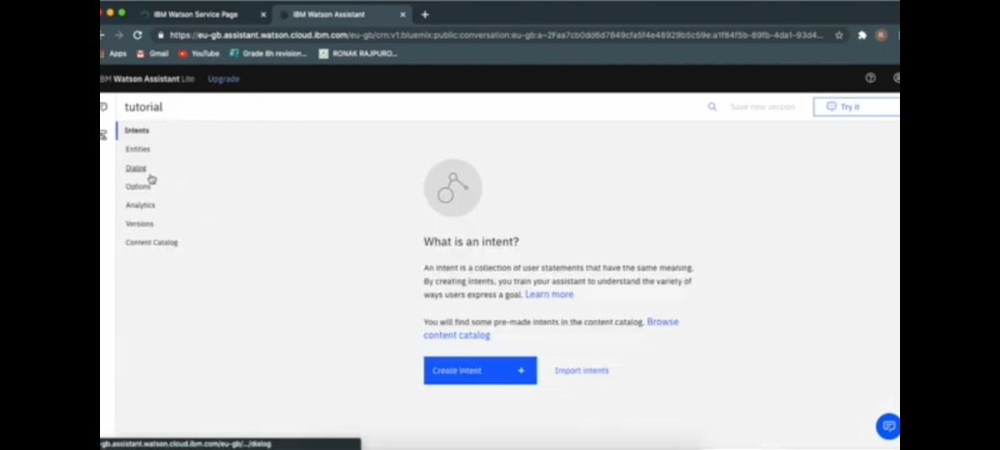 IBM Watson Service Page
IBM Watson Assistant
https://eu-gb.assistant.watson.cloud.ibm.com/eu-gb/crn:v1:bluemix:public:conversation:eu-gb:a~2Faa7cb0dd6d7849cfa5f4e48929b5c59e:a1f84f5b-89fb-4da1-93d4...
Apps Gmail YouTube Grade 8h revision... RONAK RAJPURO...
IBM Watson Assistant Lite Upgrade
tutorial Save new version Try it
Intents
Entities
Dialog
Options
Analytics
Versions
Content Catalog
What is an intent?
An intent is a collection of user statements that have the same meaning.
By creating intents, you train your assistant to understand the variety of
ways users express a goal. Learn more
You will find some pre-made intents in the content catalog. Browse
content catalog
Create intent + Import intents
-gb.assistant.watson.cloud.ibm.com/eu-gb/.../dialog